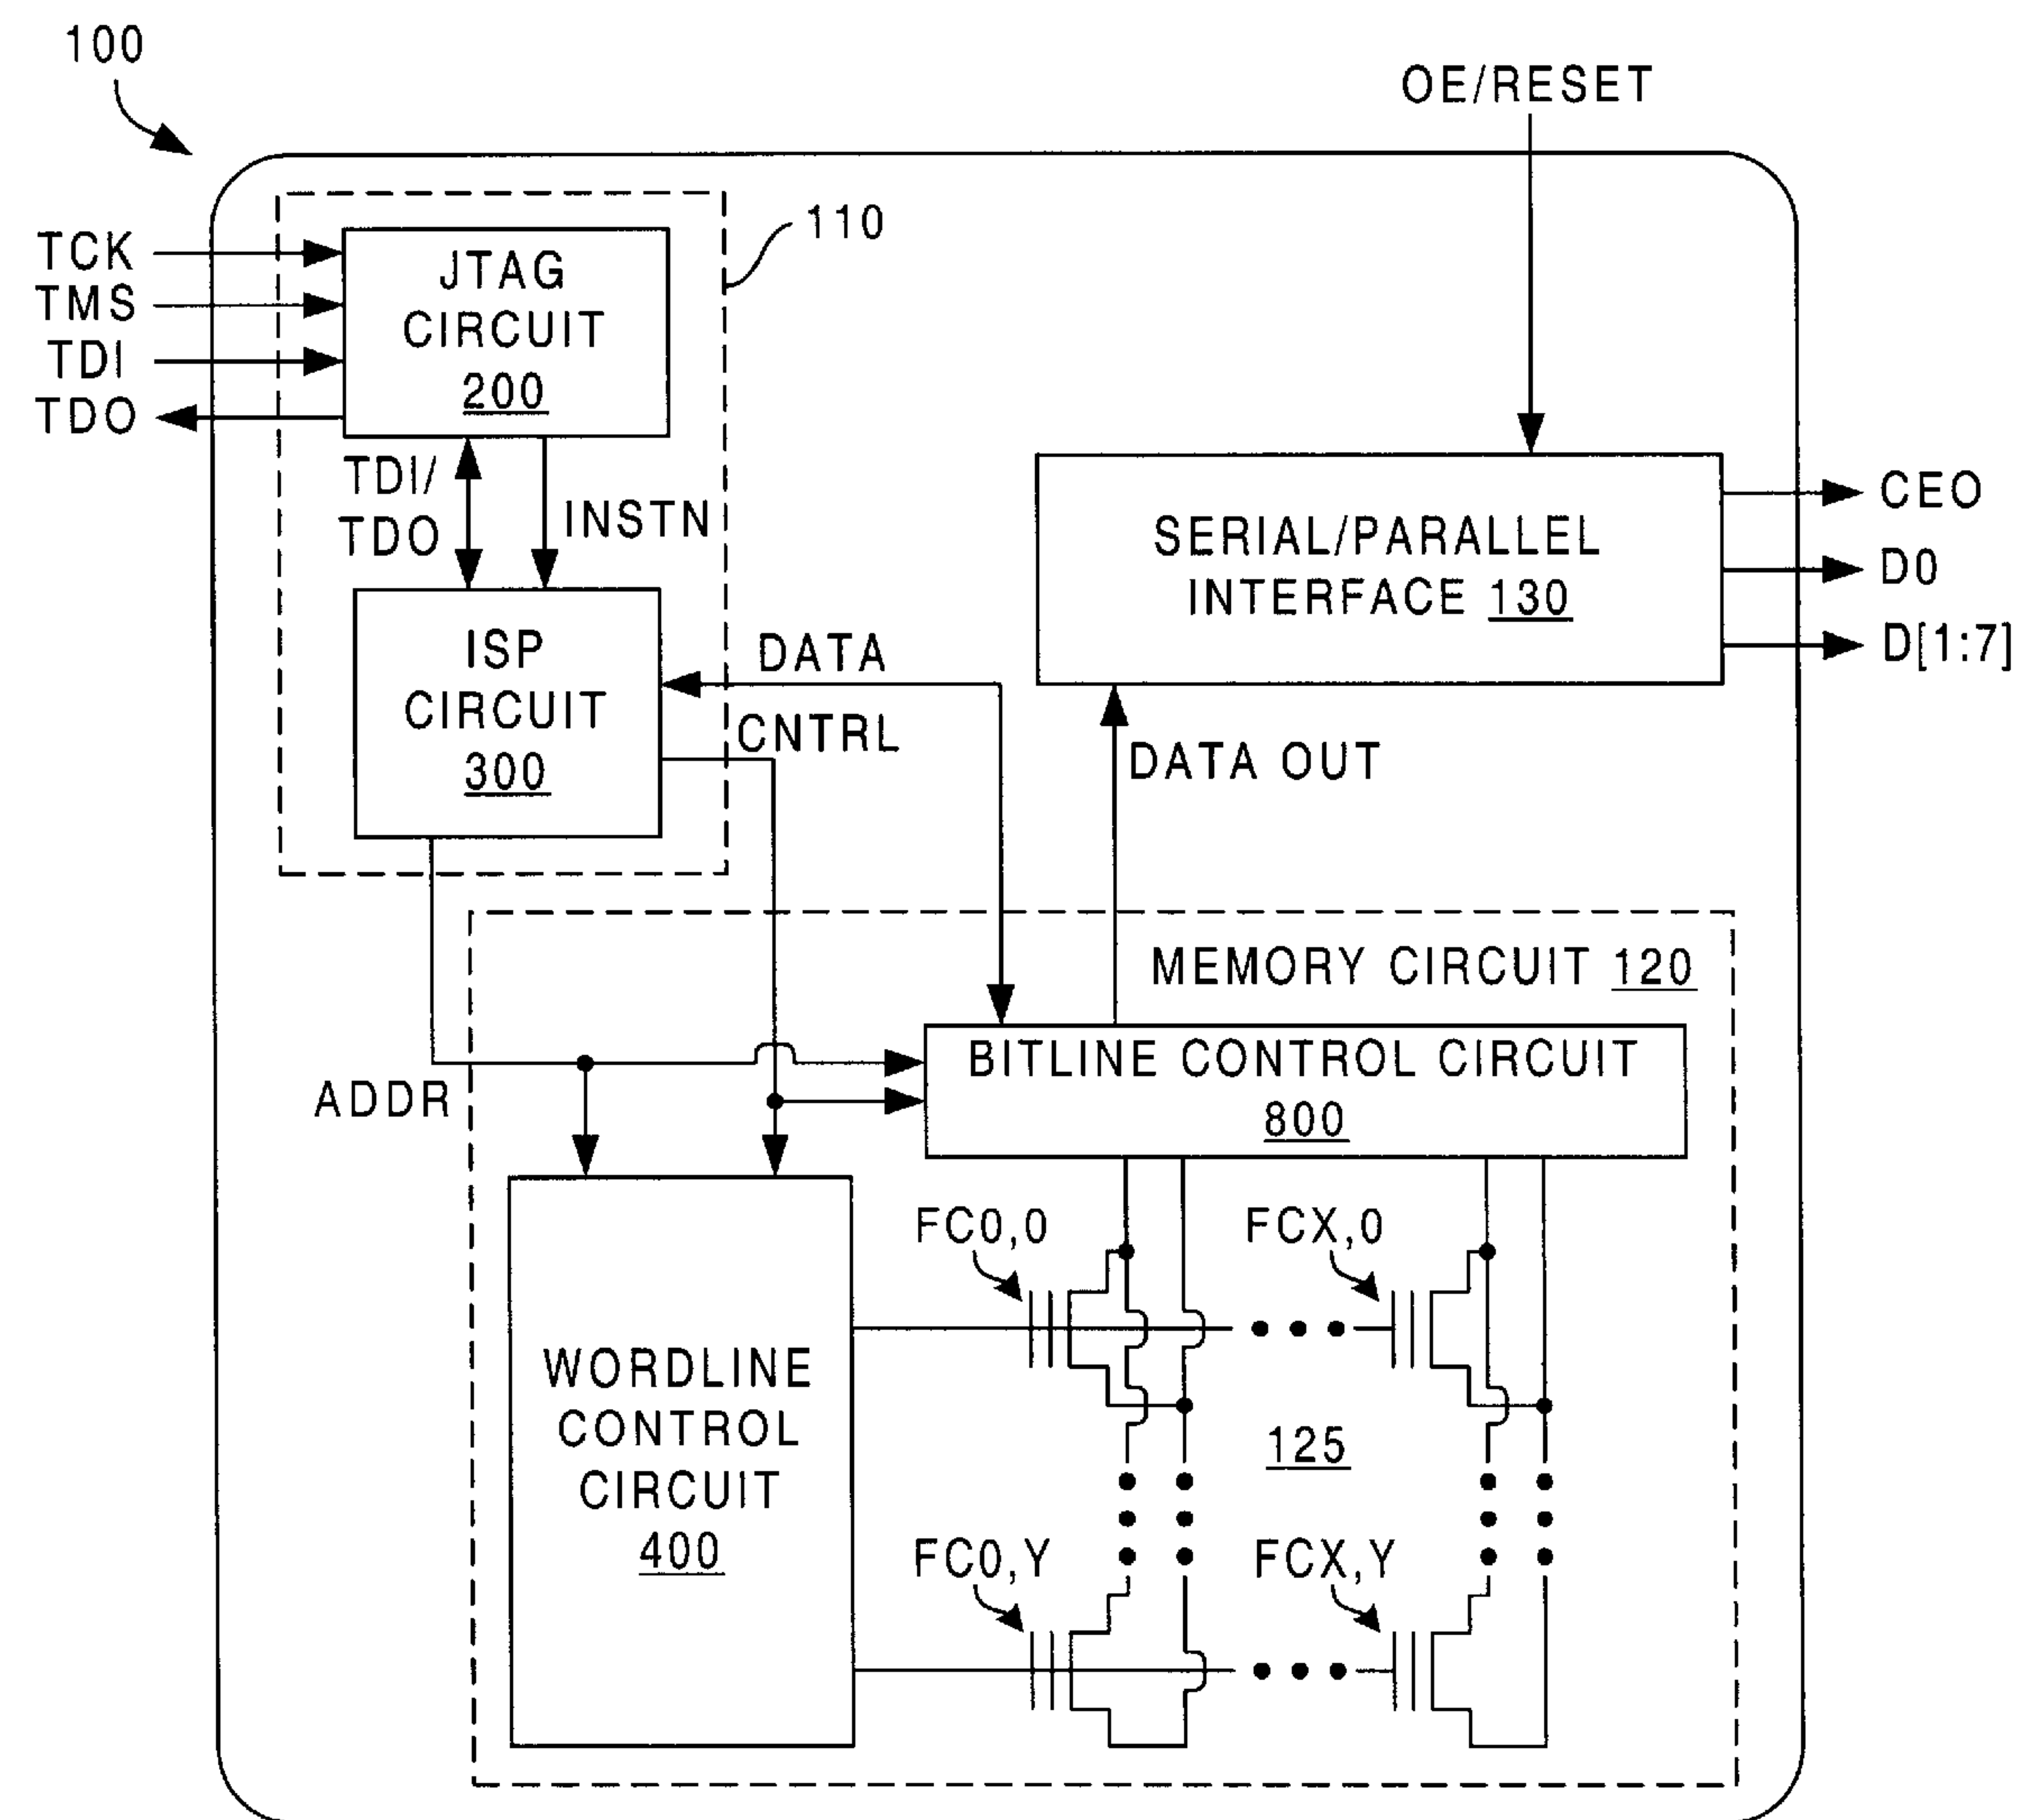 100
OE/RESET
110
TCK
TMS
TDI
TDO
JTAG
CIRCUIT
200
TDI/
TDO
INSTN
CEO
D0
D[1:7]
SERIAL/PARALLEL
INTERFACE 130
ISP
CIRCUIT
300
DATA
CNTRL
DATA OUT
MEMORY CIRCUIT 120
BITLINE CONTROL CIRCUIT
800
ADDR
FC0,0
FCX,0
WORDLINE
CONTROL
CIRCUIT
400
125
FC0,Y
FCX,Y